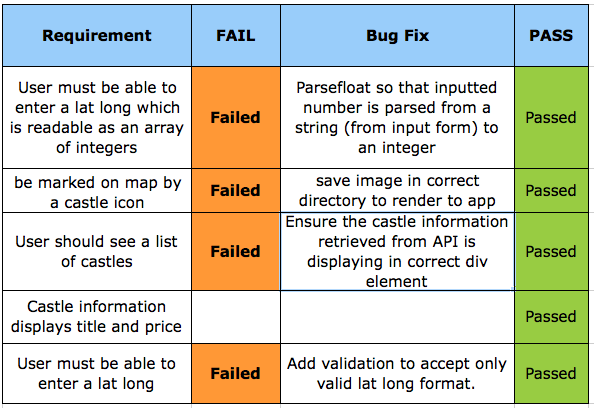 Requirement
FAIL
Bug Fix
PASS
User must be able to
enter a lat long which
is readable as an array
of integers
Failed
Parsefloat so that inputted
number is parsed from a
string (from input form) to
an integer
Passed
be marked on map by
a castle icon
Failed
save image in correct
directory to render to app
Passed
User should see a list
of castles
Failed
Ensure the castle information
retrieved from API is
displaying in correct div
element
Passed
Castle information
displays title and price
Passed
User must be able to
enter a lat long
Failed
Add validation to accept only
valid lat long format.
Passed